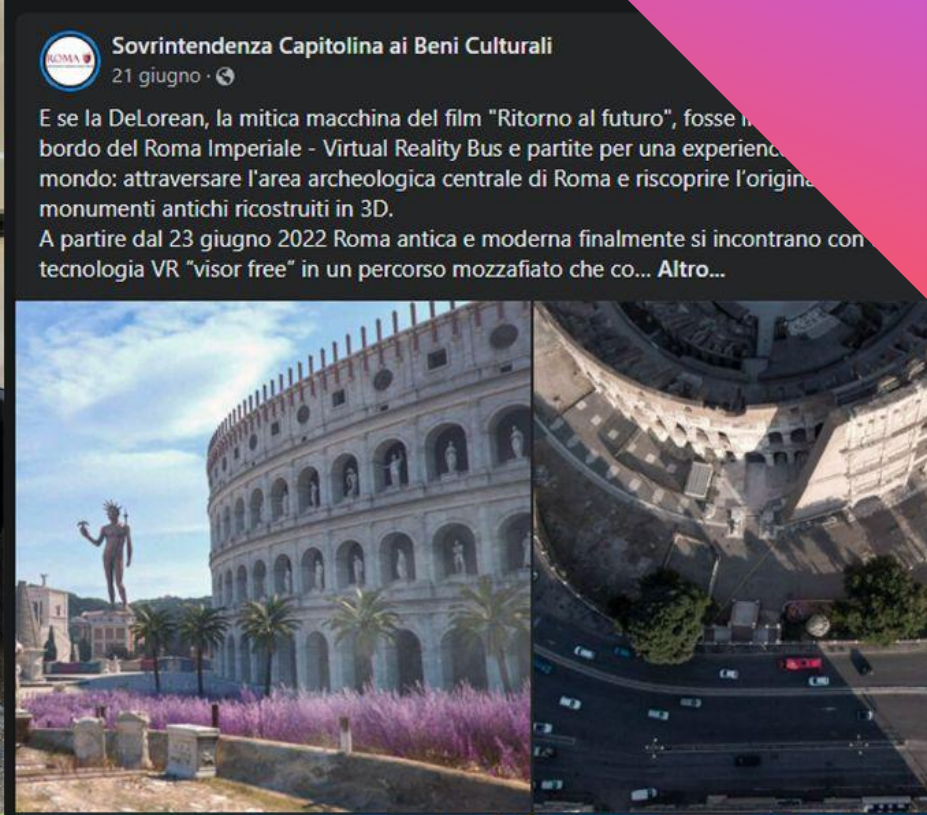 Sovrintendenza Capitolina ai Beni Culturali
ROMA
21 giugno ·
E se la DeLorean, la mitica macchina del film "Ritorno al futuro", fosse
bordo del Roma Imperiale - Virtual Reality Bus e partite per una
mondo: attraversare l'area archeologica centrale di Roma e riscoprire
monumenti antichi ricostruiti in 3D.
A partire dal 23 giugno 2022 Roma antica e moderna finalmente si incontrano con
tecnologia VR "visor free" in un percorso mozzafiato che co... Altro...